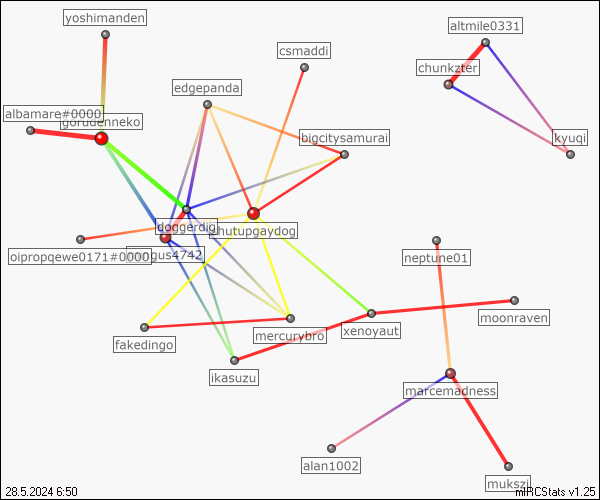 yoshimanden
altmile0331
csmaddi
chunkzter
edgepanda
albamare#0000
gorudenneko
bigcitysamurai
kyuqi
doggerdig
shutupgaydog
oipropqewe0171#0000
gus4742
neptune01
moonraven
xenoyaut
mercurybro
fakedingo
ikasuzu
marcemadness
alan1002
mukszi
28.5.2024 6:50
mIRCStats v1.25